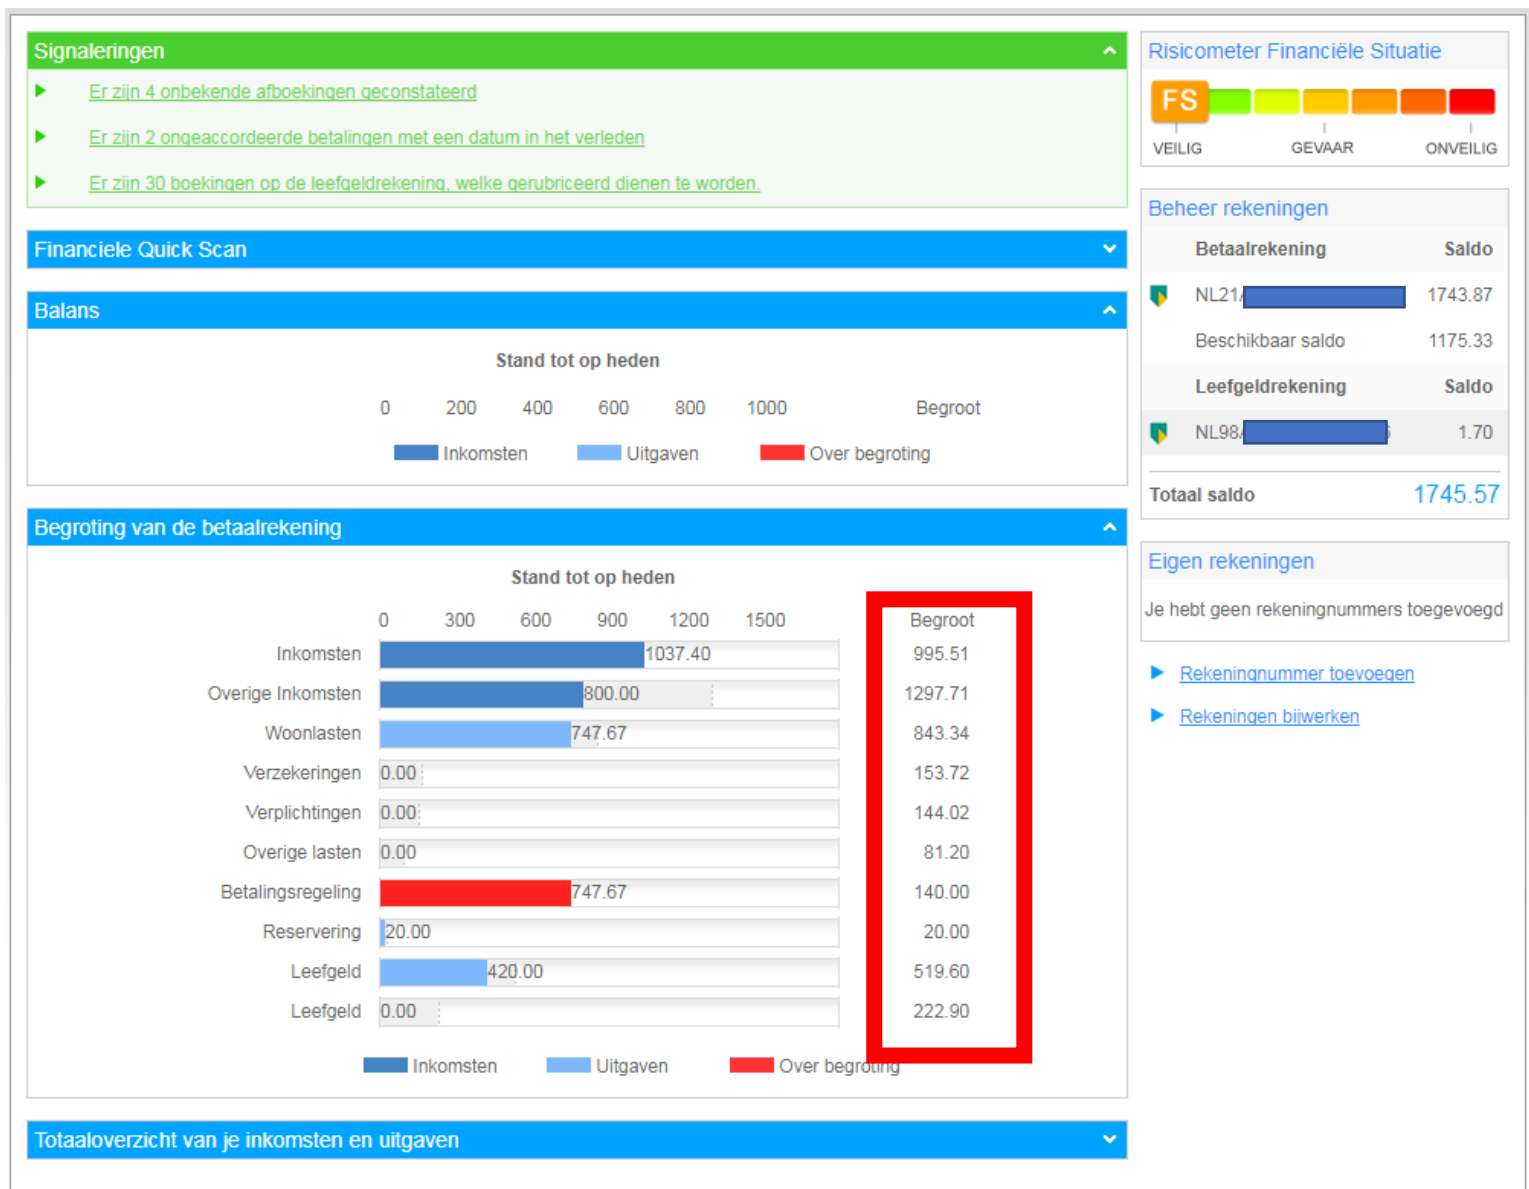 Signaleringen
Er zijn 4 onbekende afboekingen geconstateerd
Er zijn 2 ongeaccordeerde betalingen met een datum in het verleden
Er zijn 30 boekingen op de leefgeldrekening, welke gerubriceerd dienen te worden.
Financiele Quick Scan
Balans
Stand tot op heden
0 200 400 600 800 1000 Begroot
Inkomsten Uitgaven Over begroting
Begroting van de betaalrekening
Stand tot op heden
0 300 600 900 1200 1500 Begroot
Inkomsten 1037.40 995.51
Overige Inkomsten 800.00 1297.71
Woonlasten 747.67 843.34
Verzekeringen 0.00 153.72
Verplichtingen 0.00 144.02
Overige lasten 0.00 81.20
Betalingsregeling 747.67 140.00
Reservering 20.00 20.00
Leefgeld 420.00 519.60
Leefgeld 0.00 222.90
Inkomsten Uitgaven Over begroting
Totaaloverzicht van je inkomsten en uitgaven
Risicometer Financiële Situatie
FS
VEILIG GEVAAR ONVEILIG
Beheer rekeningen
Betaalrekening Saldo
NL21 1743.87
Beschikbaar saldo 1175.33
Leefgeldrekening Saldo
NL98 1.70
Totaal saldo 1745.57
Eigen rekeningen
Je hebt geen rekeningnummers toegevoegd
Rekeningnummer toevoegen
Rekeningen bijwerken